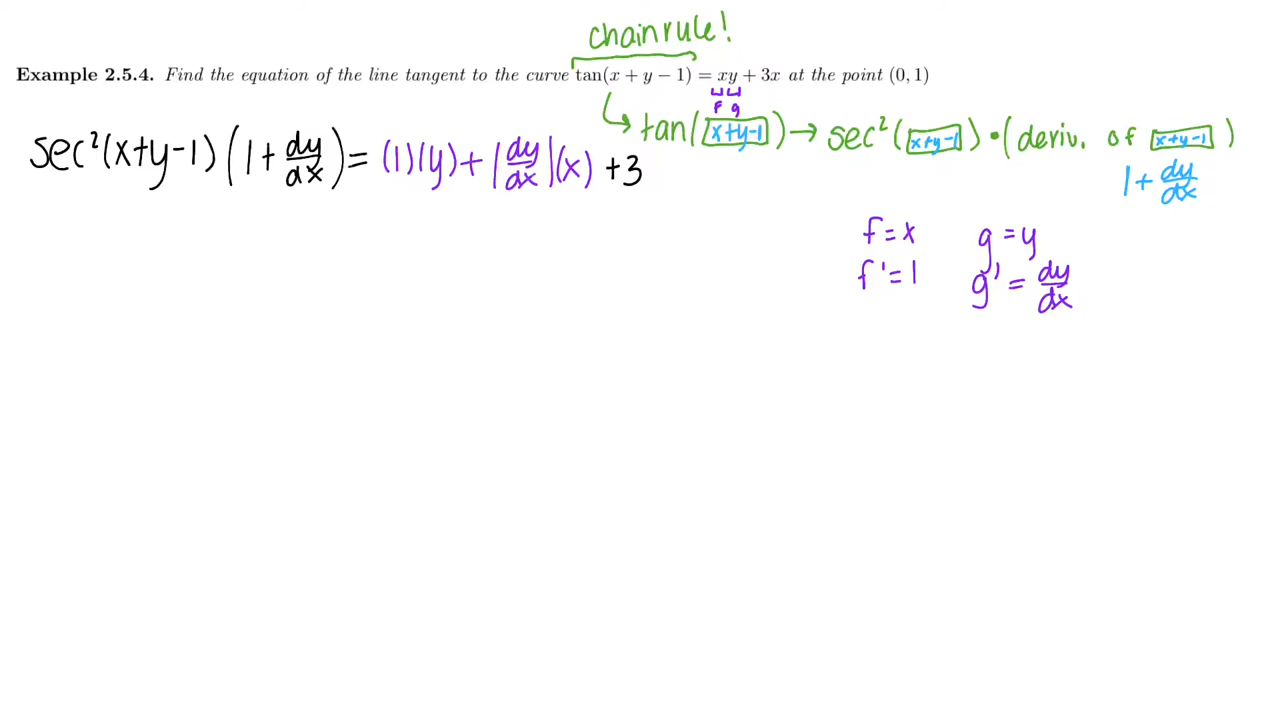 chain rule!
Example 2.5.4. Find the equation of the line tangent to the curve tan(x + y − 1) = xy + 3x at the point (0, 1)
f g
tan(x+y-1) → sec²(x+y-1)•(deriv. of x+y-1)
1+dy/dx
sec²(x+y-1)(1+dy/dx)=(1)(y)+(dy/dx)(x)+3
f=x g=y
f'=1 g'=dy/dx